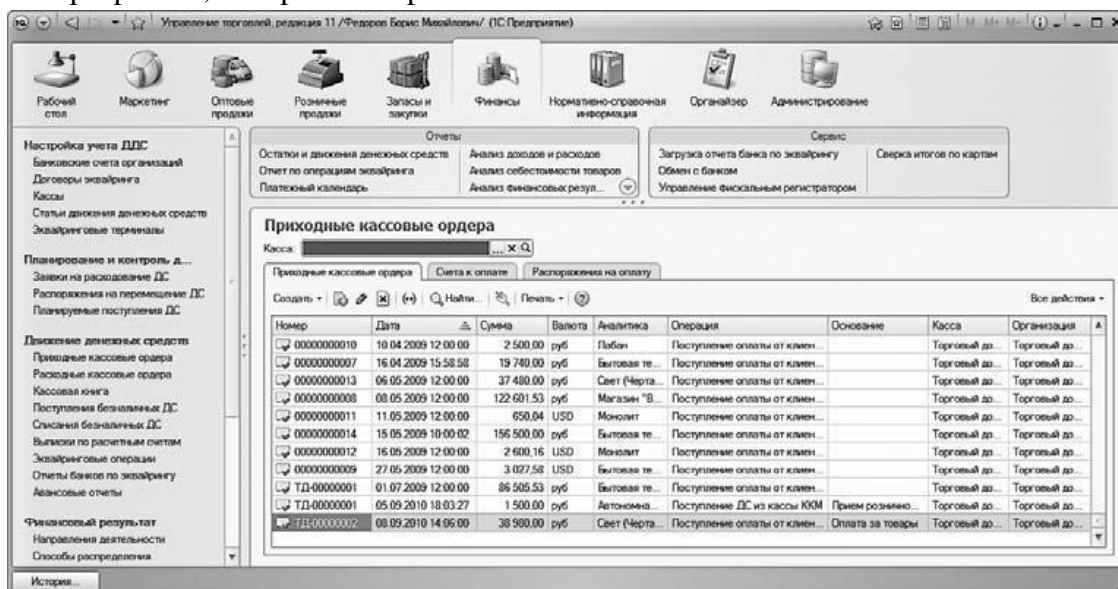 Управление торговлей, редакция 11 /Федоров Борис Михайлович/ (1С:Предприятие)
M M+ M-
Рабочий стол
Маркетинг
Оптовые продажи
Розничные продажи
Запасы и закупки
Финансы
Нормативно-справочная информация
Органайзер
Администрирование
Настройка учета ДДС
Банковские счета организаций
Договоры эквайринга
Кассы
Статьи движения денежных средств
Эквайринговые терминалы
Планирование и контроль д...
Заявки на расходование ДС
Распоряжения на перемещение ДС
Планируемые поступления ДС
Движение денежных средств
Приходные кассовые ордера
Расходные кассовые ордера
Кассовая книга
Поступления безналичных ДС
Списания безналичных ДС
Выписки по расчетным счетам
Эквайринговые операции
Отчеты банков по эквайрингу
Авансовые отчеты
Финансовый результат
Направления деятельности
Способы распределения
Отчеты
Остатки и движения денежных средств Анализ доходов и расходов
Отчет по операциям эквайринга Анализ себестоимости товаров
Платежный календарь Анализ финансовых резул...
Сервис
Загрузка отчета банка по эквайрингу Сверка итогов по картам
Обмен с банком
Управление фискальным регистратором
Приходные кассовые ордера
Касса:
Приходные кассовые ордера Счета к оплате Распоряжения на оплату
Создать Найти... Печать Все действия
Номер Дата Сумма Валюта Аналитика Операция Основание Касса Организация
00000000010 10.04.2009 12:00:00 2 500,00 руб Лабан Поступление оплаты от клиен... Торговый до... Торговый до...
00000000007 16.04.2009 15:58:58 19 740,00 руб Бытовая те... Поступление оплаты от клиен... Торговый до... Торговый до...
00000000013 06.05.2009 12:00:00 37 480,00 руб Свет (Черта... Поступление оплаты от клиен... Торговый до... Торговый до...
00000000008 08.05.2009 12:00:00 122 601,53 руб Магазин "В... Поступление оплаты от клиен... Торговый до... Торговый до...
00000000011 11.05.2009 12:00:00 650,04 USD Монолит Поступление оплаты от клиен... Торговый до... Торговый до...
00000000014 15.05.2009 10:00:02 156 500,00 руб Бытовая те... Поступление оплаты от клиен... Торговый до... Торговый до...
00000000012 16.05.2009 12:00:00 2 600,16 USD Монолит Поступление оплаты от клиен... Торговый до... Торговый до...
00000000009 27.05.2009 12:00:00 3 027,58 USD Бытовая те... Поступление оплаты от клиен... Торговый до... Торговый до...
ТД-00000001 01.07.2009 12:00:00 86 505,53 руб Бытовая те... Поступление оплаты от клиен... Торговый до... Торговый до...
ТД-00000001 05.09.2010 18:03:27 1 500,00 руб Автономна... Поступление ДС из кассы ККМ Прием рознично... Торговый до... Торговый до...
ТД-00000002 08.09.2010 14:06:00 38 980,00 руб Свет (Черта... Поступление оплаты от клиен... Оплата за товары Торговый до... Торговый до...
История...